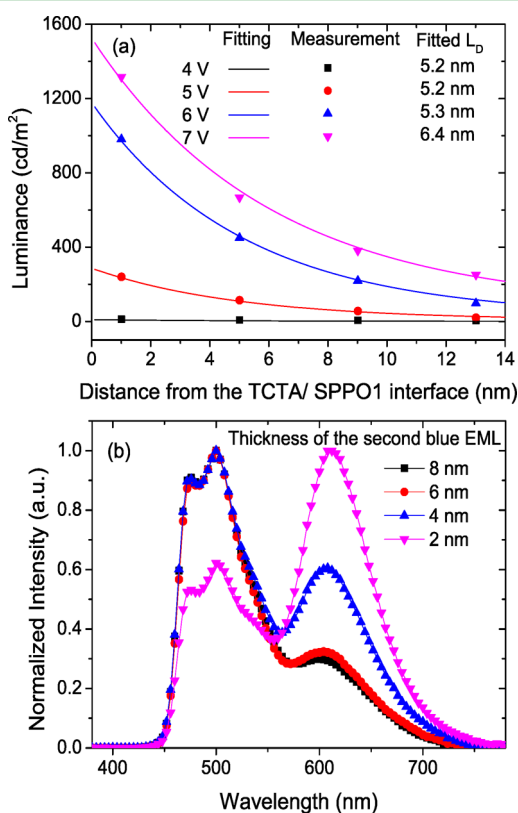 (a)
Fitting Measurement Fitted L_D
4 V 5.2 nm
5 V 5.2 nm
6 V 5.3 nm
7 V 6.4 nm
1600
1200
800
400
0
Luminance (cd/m²)
0 2 4 6 8 10 12 14
Distance from the TCTA/ SPPO1 interface (nm)
(b)
Thickness of the second blue EML
8 nm
6 nm
4 nm
2 nm
1.0
0.8
0.6
0.4
0.2
0.0
Normalized Intensity (a.u.)
400 500 600 700
Wavelength (nm)